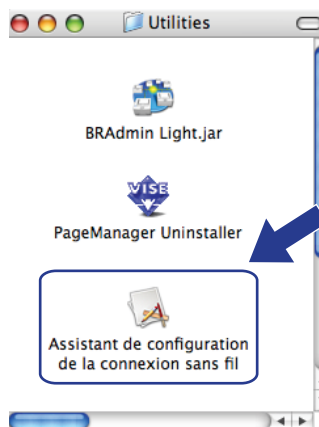 Utilities
BRAdmin Light.jar
VISE
PageManager Uninstaller
Assistant de configuration
de la connexion sans fil